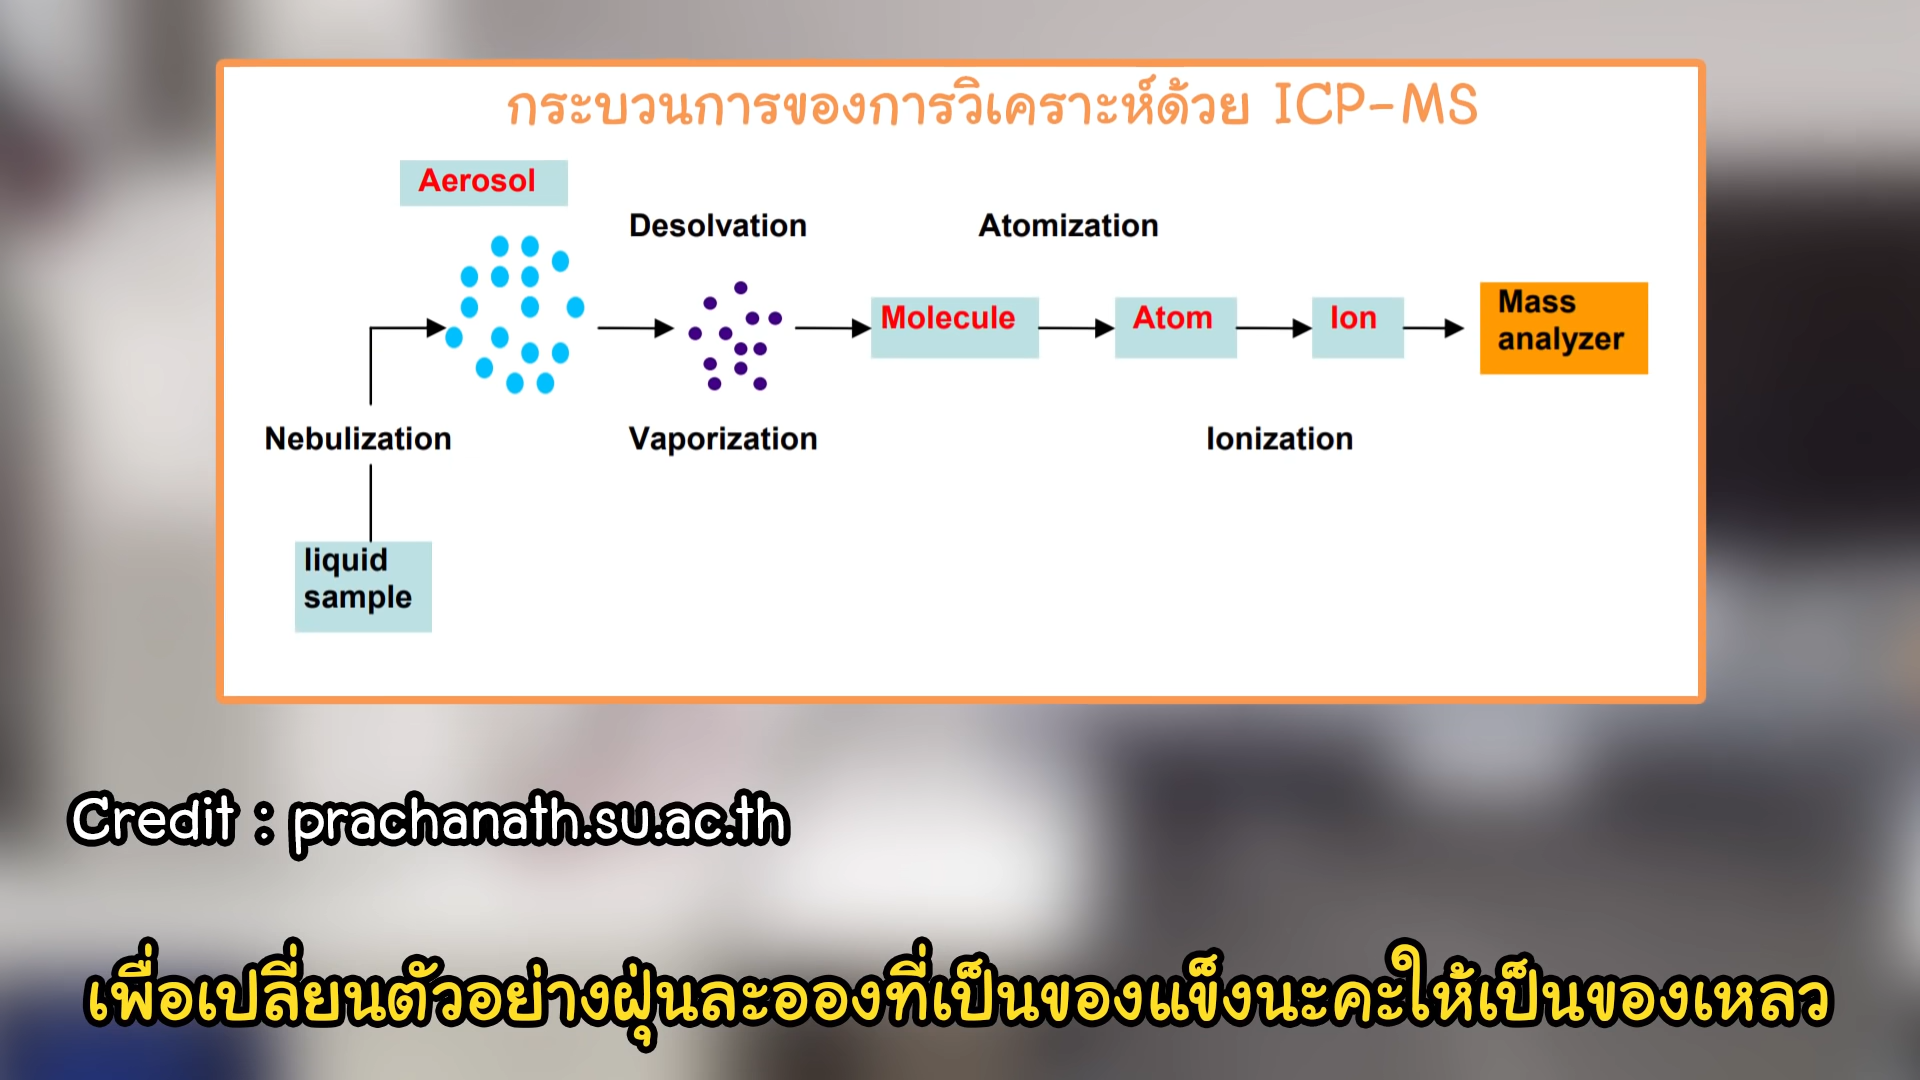 กระบวนการของการวิเคราะห์ด้วย ICP-MS
Aerosol
Desolvation
Atomization
Molecule
Atom
Ion
Mass
analyzer
Nebulization
Vaporization
Ionization
liquid
sample
Credit : prachanath.su.ac.th
เพื่อเปลี่ยนตัวอย่างฝุ่นละอองที่เป็นของแข็งนะคะให้เป็นของเหลว